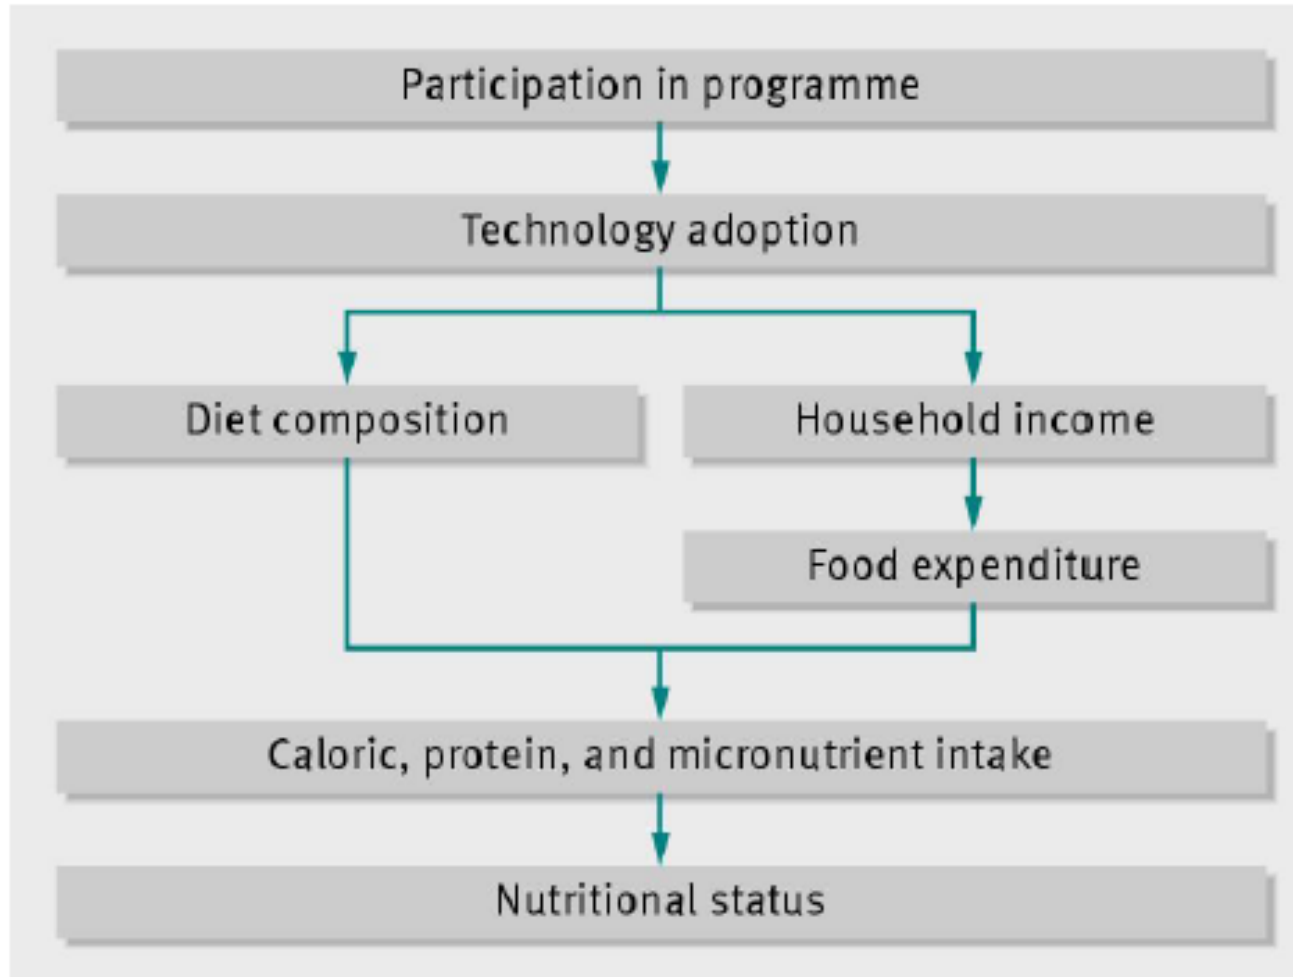 Participation in programme
Technology adoption
Diet composition
Household income
Food expenditure
Caloric, protein, and micronutrient intake
Nutritional status